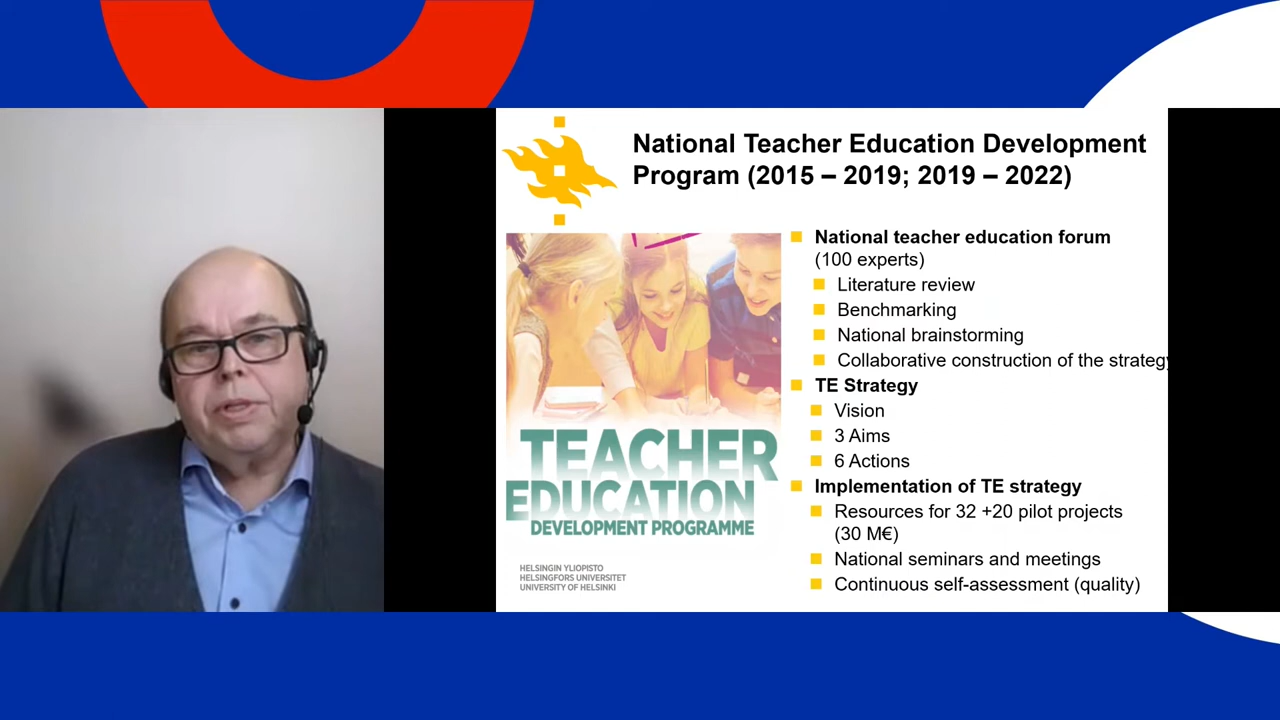 National Teacher Education Development
Program (2015 – 2019; 2019 – 2022)
National teacher education forum
(100 experts)
Literature review
Benchmarking
National brainstorming
Collaborative construction of the strategy
TE Strategy
Vision
3 Aims
6 Actions
Implementation of TE strategy
Resources for 32 +20 pilot projects
(30 M€)
National seminars and meetings
Continuous self-assessment (quality)
TEACHER
EDUCATION
DEVELOPMENT PROGRAMME
HELSINGIN YLIOPISTO
HELSINGFORS UNIVERSITET
UNIVERSITY OF HELSINKI